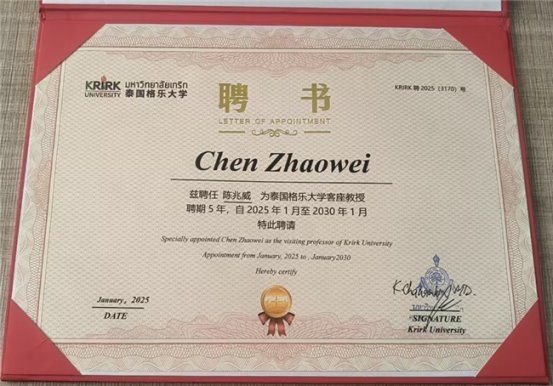 KRIRK
UNIVERSITY
มหาวิทยาลัยเกริก
泰国格乐大学
KRIRK 聘 2025（3170）号
聘 书
LETTER OF APPOINTMENT
Chen Zhaowei
兹聘任 陈兆威 为泰国格乐大学客座教授
聘期 5 年，自 2025 年 1 月至 2030 年 1 月
特此聘请
Specially appointed Chen Zhaowei as the visiting professor of Krirk University
Appointment from January, 2025 to , January2030
Hereby certify
January, 2025
DATE
SIGNATURE
Krirk University